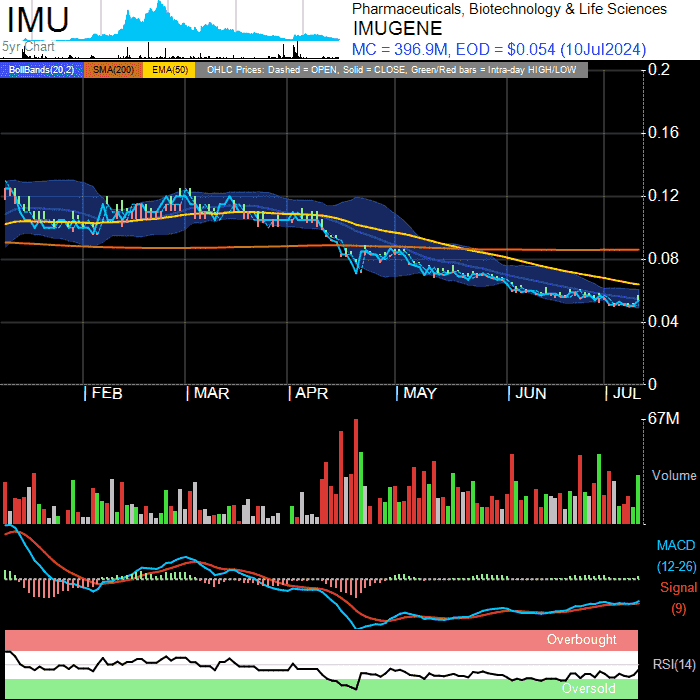 IMU
5yr Chart
Pharmaceuticals, Biotechnology & Life Sciences
IMUGENE
MC = 396.9M, EOD = $0.054 (10Jul2024)
BollBands(20,2) SMA(200) EMA(50) OHLC Prices: Dashed = OPEN, Solid = CLOSE, Green/Red bars = Intra-day HIGH/LOW
0.2
0.16
0.12
0.08
0.04
0
FEB MAR APR MAY JUN JUL
67M
Volume
MACD
(12-26)
Signal
(9)
Overbought
RSI(14)
Oversold